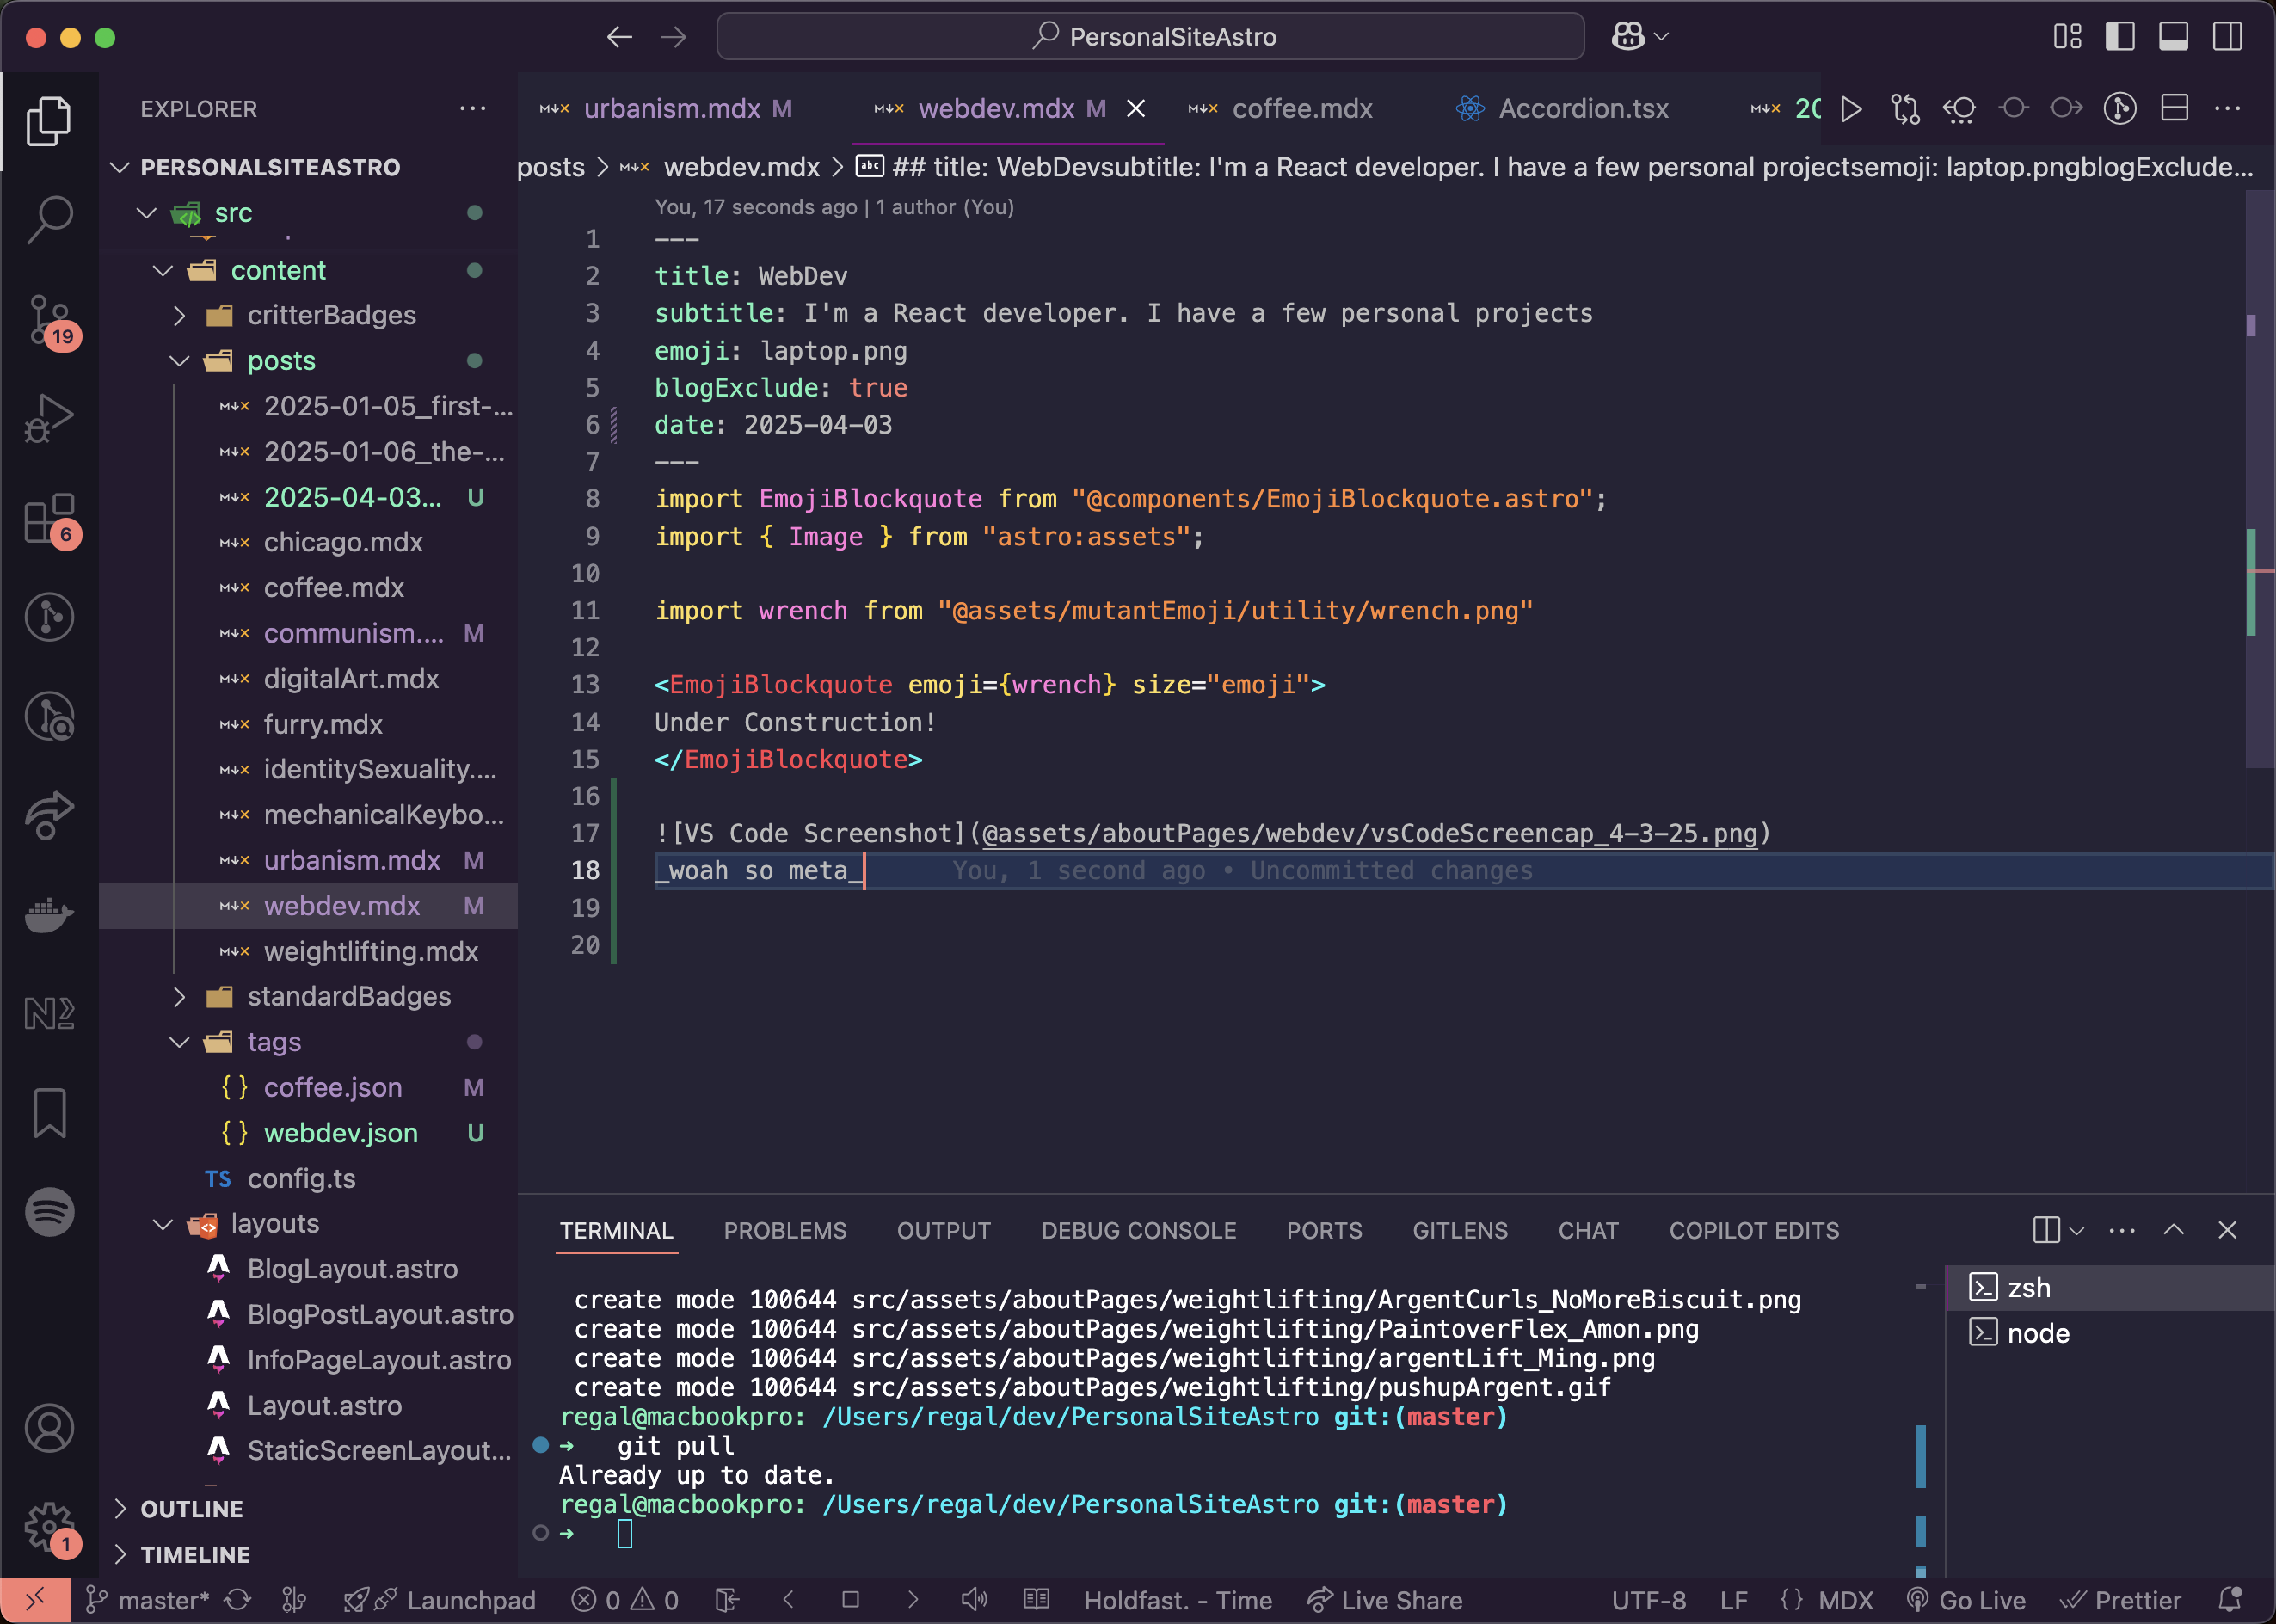 PersonalSiteAstro
EXPLORER
PERSONALSITEASTRO
src
content
critterBadges
posts
2025-01-05_first-...
2025-01-06_the-...
2025-04-03... U
chicago.mdx
coffee.mdx
communism.... M
digitalArt.mdx
furry.mdx
identitySexuality....
mechanicalKeybo...
urbanism.mdx M
webdev.mdx M
weightlifting.mdx
standardBadges
tags
coffee.json M
webdev.json U
TS config.ts
layouts
BlogLayout.astro
BlogPostLayout.astro
InfoPageLayout.astro
Layout.astro
StaticScreenLayout...
OUTLINE
TIMELINE
19
6
1
urbanism.mdx M webdev.mdx M coffee.mdx Accordion.tsx 20
posts > webdev.mdx > abc ## title: WebDevsubtitle: I'm a React developer. I have a few personal projectsemoji: laptop.pngblogExclude...
You, 17 seconds ago | 1 author (You)
1 ---
2 title: WebDev
3 subtitle: I'm a React developer. I have a few personal projects
4 emoji: laptop.png
5 blogExclude: true
6 date: 2025-04-03
7 ---
8 import EmojiBlockquote from "@components/EmojiBlockquote.astro";
9 import { Image } from "astro:assets";
10
11 import wrench from "@assets/mutantEmoji/utility/wrench.png"
12
13 <EmojiBlockquote emoji={wrench} size="emoji">
14 Under Construction!
15 </EmojiBlockquote>
16
17 ![VS Code Screenshot](@assets/aboutPages/webdev/vsCodeScreencap_4-3-25.png)
18 _woah so meta_ You, 1 second ago • Uncommitted changes
19
20
TERMINAL PROBLEMS OUTPUT DEBUG CONSOLE PORTS GITLENS CHAT COPILOT EDITS
create mode 100644 src/assets/aboutPages/weightlifting/ArgentCurls_NoMoreBiscuit.png
create mode 100644 src/assets/aboutPages/weightlifting/PaintoverFlex_Amon.png
create mode 100644 src/assets/aboutPages/weightlifting/argentLift_Ming.png
create mode 100644 src/assets/aboutPages/weightlifting/pushupArgent.gif
regal@macbookpro: /Users/regal/dev/PersonalSiteAstro git:(master)
➜ git pull
Already up to date.
regal@macbookpro: /Users/regal/dev/PersonalSiteAstro git:(master)
➜
zsh
node
master* Launchpad 0 0 Holdfast. - Time Live Share UTF-8 LF {} MDX Go Live Prettier